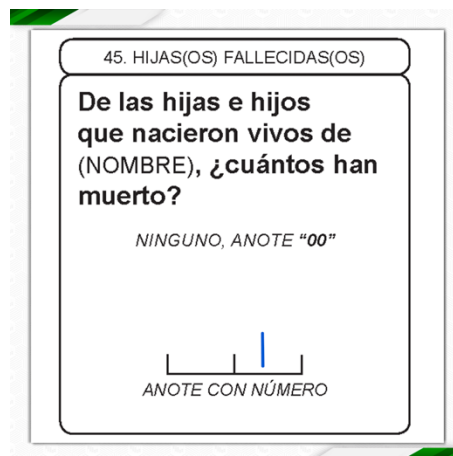 45. HIJAS(OS) FALLECIDAS(OS)
De las hijas e hijos
que nacieron vivos de
(NOMBRE), ¿cuántos han
muerto?
NINGUNO, ANOTE “00”
1
ANOTE CON NÚMERO